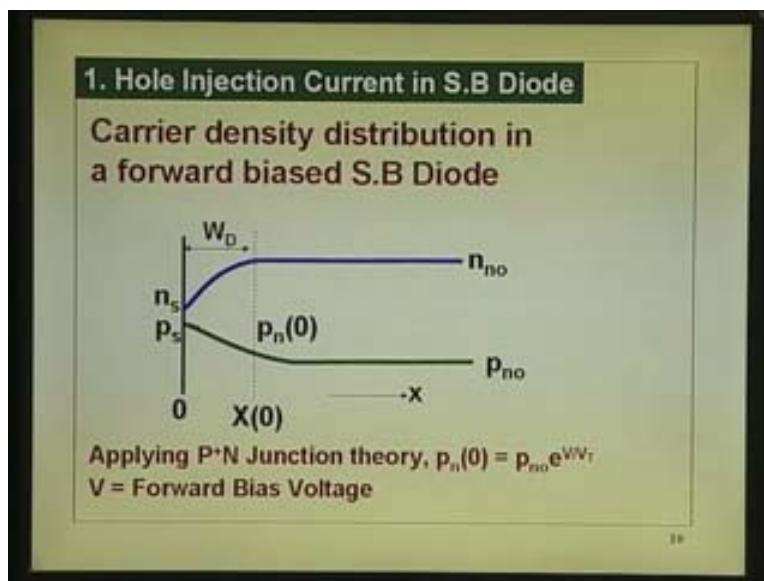 1. Hole Injection Current in S.B Diode
Carrier density distribution in
a forward biased S.B Diode
W_D
n_s
n_no
p_s
p_n(0)
p_no
-x
0
X(0)
Applying P⁺N Junction theory, p_n(0) = p_no e^V/V_T
V = Forward Bias Voltage